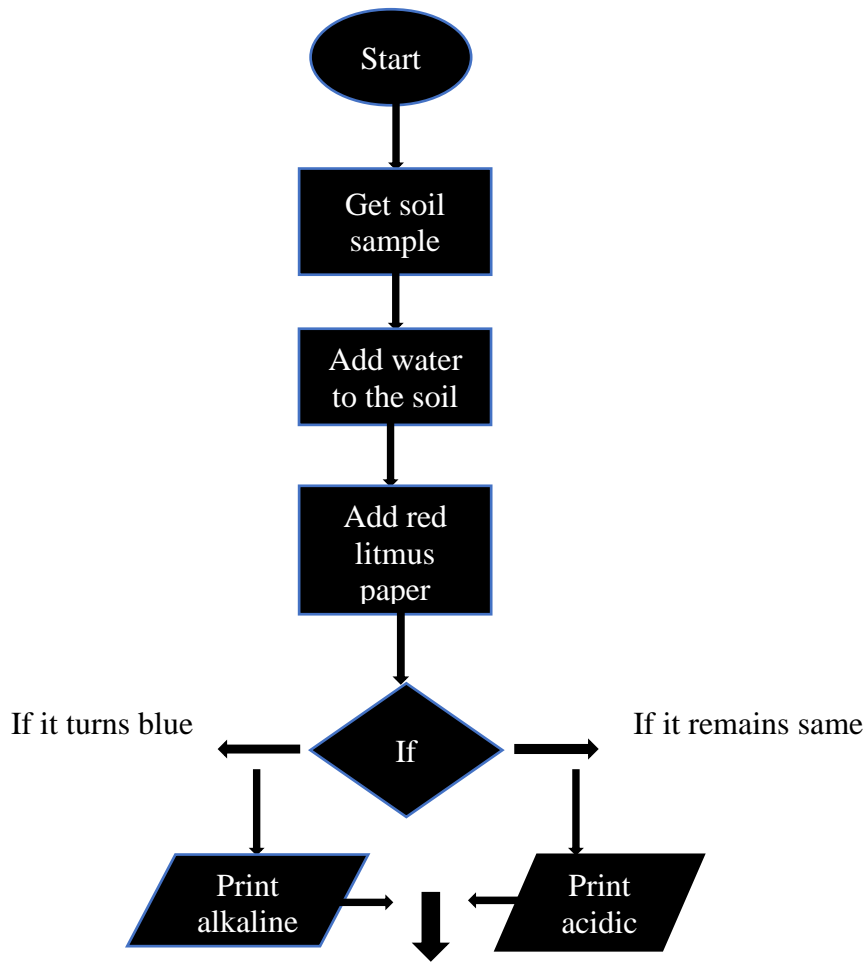 Start
Get soil
sample
Add water
to the soil
Add red
litmus
paper
If it turns blue
If
If it remains same
Print
alkaline
Print
acidic